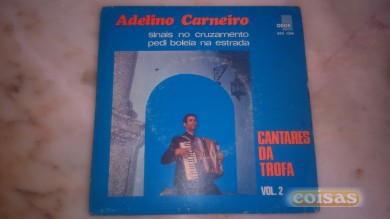 Adelino Carneiro
sinais no cruzamento
pedi boleia na estrada
CANTARES
DA
TROFA
VOL. 2
coisas